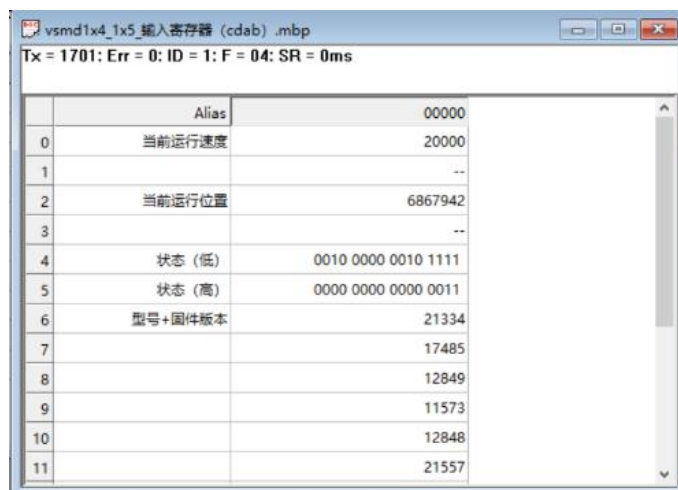 vsmd1x4_1x5_输入寄存器（cdab）.mbp
Tx = 1701: Err = 0: ID = 1: F = 04: SR = 0ms
Alias 00000
0 当前运行速度 20000
1 --
2 当前运行位置 6867942
3 --
4 状态（低） 0010 0000 0010 1111
5 状态（高） 0000 0000 0000 0011
6 型号+固件版本 21334
7 17485
8 12849
9 11573
10 12848
11 21557